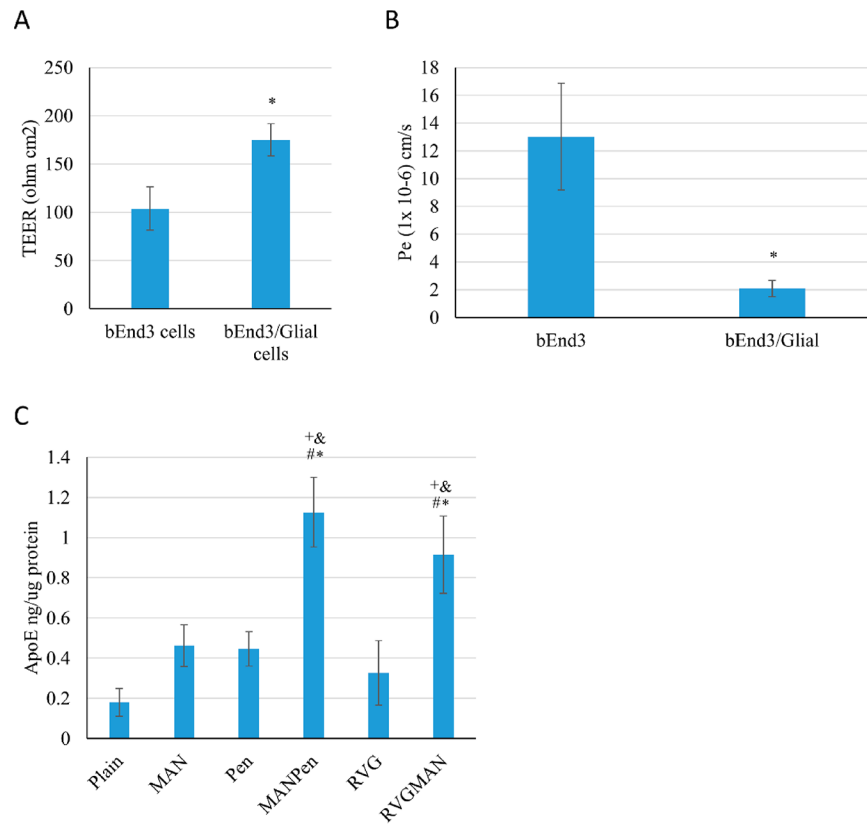 A
TEER (ohm cm2)
250
200
150
100
50
0
*
bEnd3 cells
bEnd3/Glial
cells
B
Pe (1x 10-6) cm/s
18
16
14
12
10
8
6
4
2
0
*
bEnd3
bEnd3/Glial
C
ApoE ng/ug protein
1.4
1.2
1
0.8
0.6
0.4
0.2
0
+&
#*
+&
#*
Plain
MAN
Pen
MANPen
RVG
RVGMAN